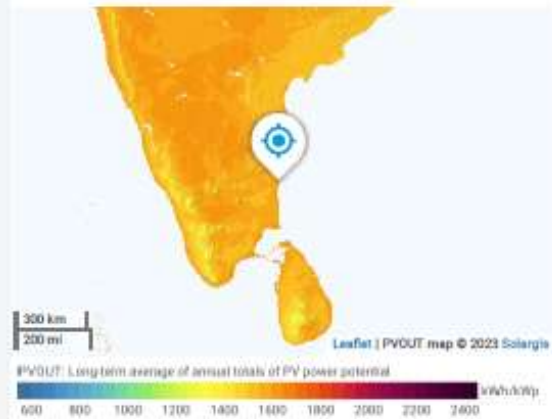 300 km
200 mi
Leaflet | PVOUT map © 2023 Solargis
PVOUT: Long-term average of annual totals of PV power potential
kWh/kWp
600 800 1000 1200 1400 1600 1800 2000 2200 2400